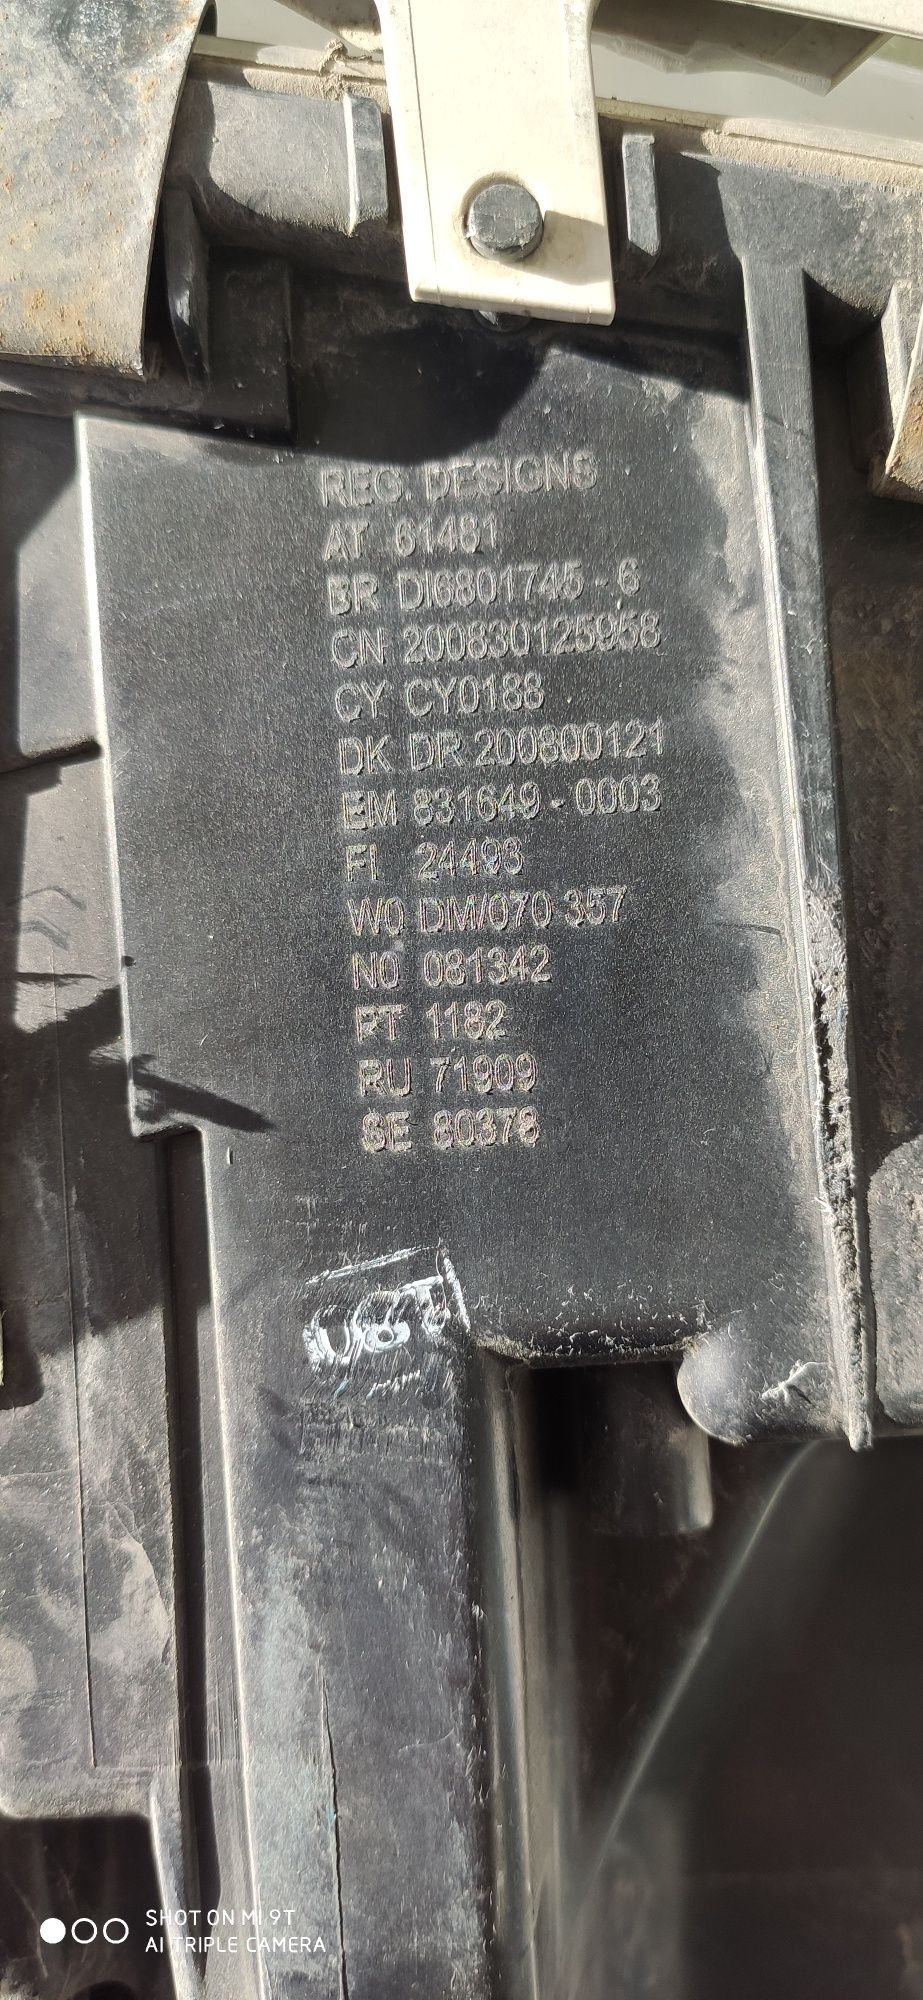 REG. DESIGNS
AT 61481
BR DI6801745 - 6
CN 200830125958
CY CY0188
DK DR 200800121
EM 831649 - 0003
FI 24493
WO DM/070 357
NO 081342
PT 1182
RU 71909
SE 80378
SHOT ON MI 9T
AI TRIPLE CAMERA